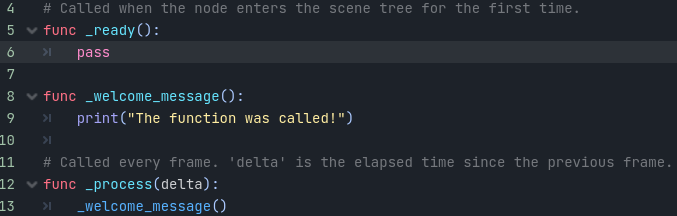 4 # Called when the node enters the scene tree for the first time.
5 func _ready():
6 pass
7
8 func _welcome_message():
9 print("The function was called!")
10
11 # Called every frame. 'delta' is the elapsed time since the previous frame.
12 func _process(delta):
13 _welcome_message()